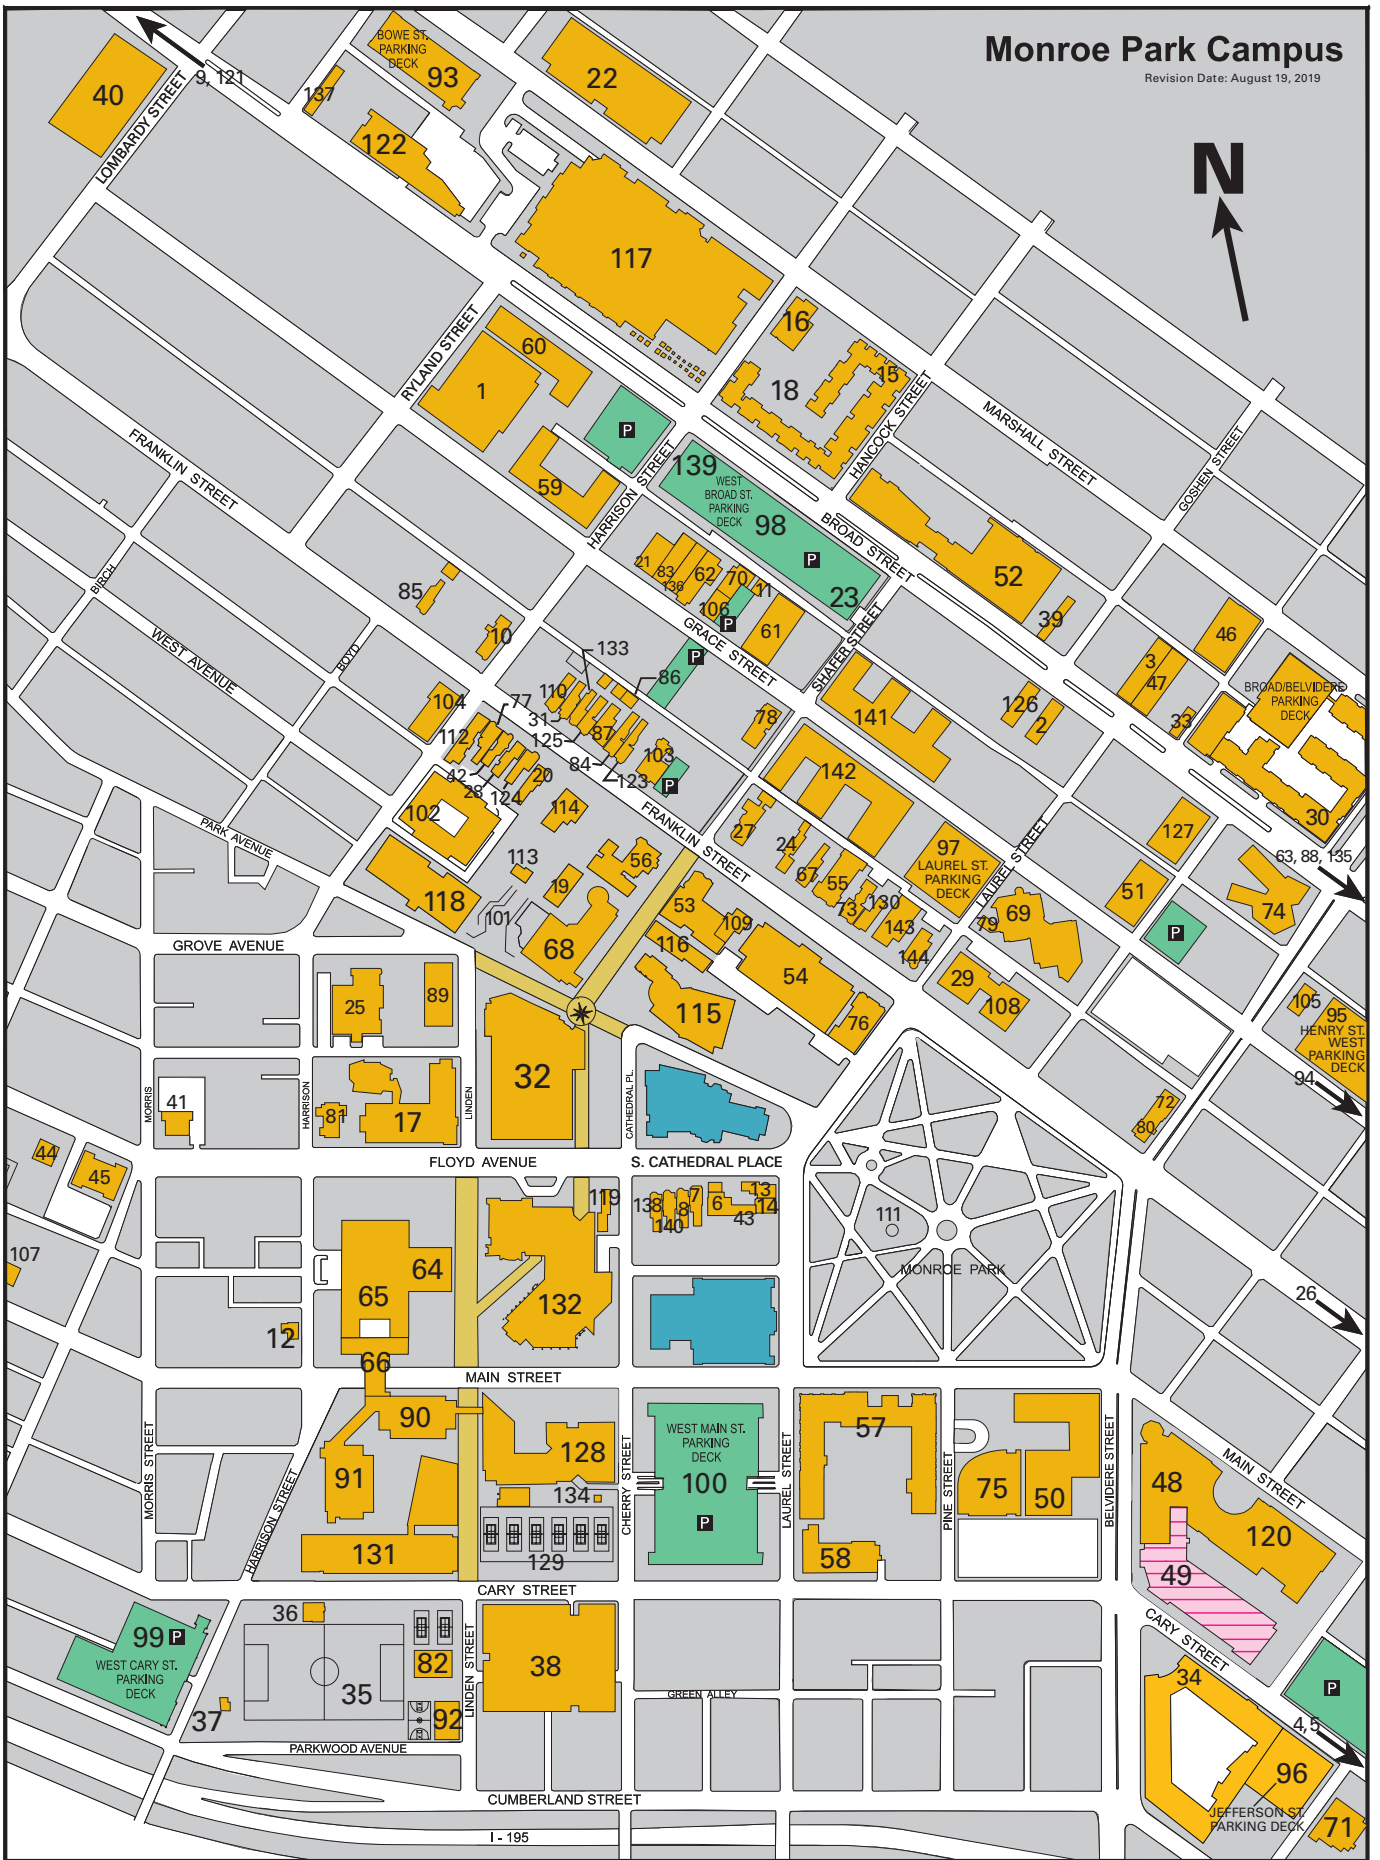 Monroe Park Campus
Revision Date: August 19, 2019
N
BOWE ST.
PARKING
DECK
93
22
40
9, 121
137
122
LOMBARDY STREET
117
16
18
15
60
1
RYLAND STREET
P
59
HARRISON STREET
HANCOCK STREET
MARSHALL STREET
GOSHEN STREET
FRANKLIN STREET
139
WEST
BROAD ST.
PARKING
DECK
98
P
23
BROAD STREET
52
39
46
3
47
33
BROAD/BELVIDERE
PARKING
DECK
30
21
83
136
62
70
11
106
P
61
GRACE STREET
SHAFER STREET
BIRCH
WEST AVENUE
BOYD
85
10
133
P
86
110
31
125
87
84
123
103
P
78
141
126
2
104
77
112
42
28
124
20
102
114
PARK AVENUE
FRANKLIN STREET
142
27
24
67
55
73
130
143
144
97
LAUREL ST.
PARKING
DECK
LAUREL STREET
127
63, 88, 135
51
P
74
79
69
113
56
19
118
101
68
53
109
116
54
29
108
GROVE AVENUE
25
89
115
76
105
95
HENRY ST.
WEST
PARKING
DECK
94
32
MORRIS
41
HARRISON
81
17
LINDEN
CATHEDRAL PL.
72
80
44
45
FLOYD AVENUE
S. CATHEDRAL PLACE
119
138
140
8
7
6
43
13
14
111
MONROE PARK
107
64
65
132
12
66
26
MAIN STREET
90
91
128
134
129
131
WEST MAIN ST.
PARKING
DECK
100
P
57
58
75
50
48
120
49
MAIN STREET
MORRIS STREET
HARRISON STREET
CHERRY STREET
LAUREL STREET
PINE STREET
BELVIDERE STREET
CARY STREET
CARY STREET
36
99
P
WEST CARY ST.
PARKING
DECK
35
82
92
37
LINDEN STREET
38
GREEN ALLEY
34
P
4,5
96
JEFFERSON ST.
PARKING DECK
71
PARKWOOD AVENUE
CUMBERLAND STREET
I - 195